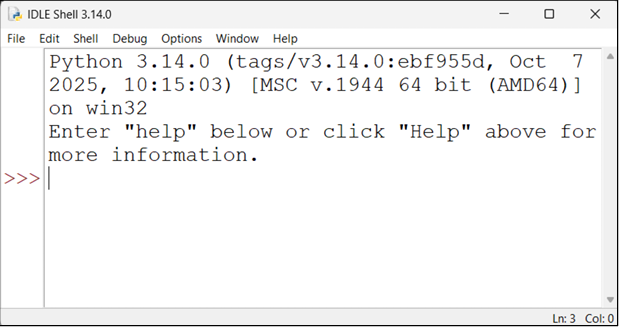 IDLE Shell 3.14.0
File Edit Shell Debug Options Window Help
Python 3.14.0 (tags/v3.14.0:ebf955d, Oct  7
2025, 10:15:03) [MSC v.1944 64 bit (AMD64)]
on win32
Enter "help" below or click "Help" above for
more information.
>>>
Ln: 3 Col: 0